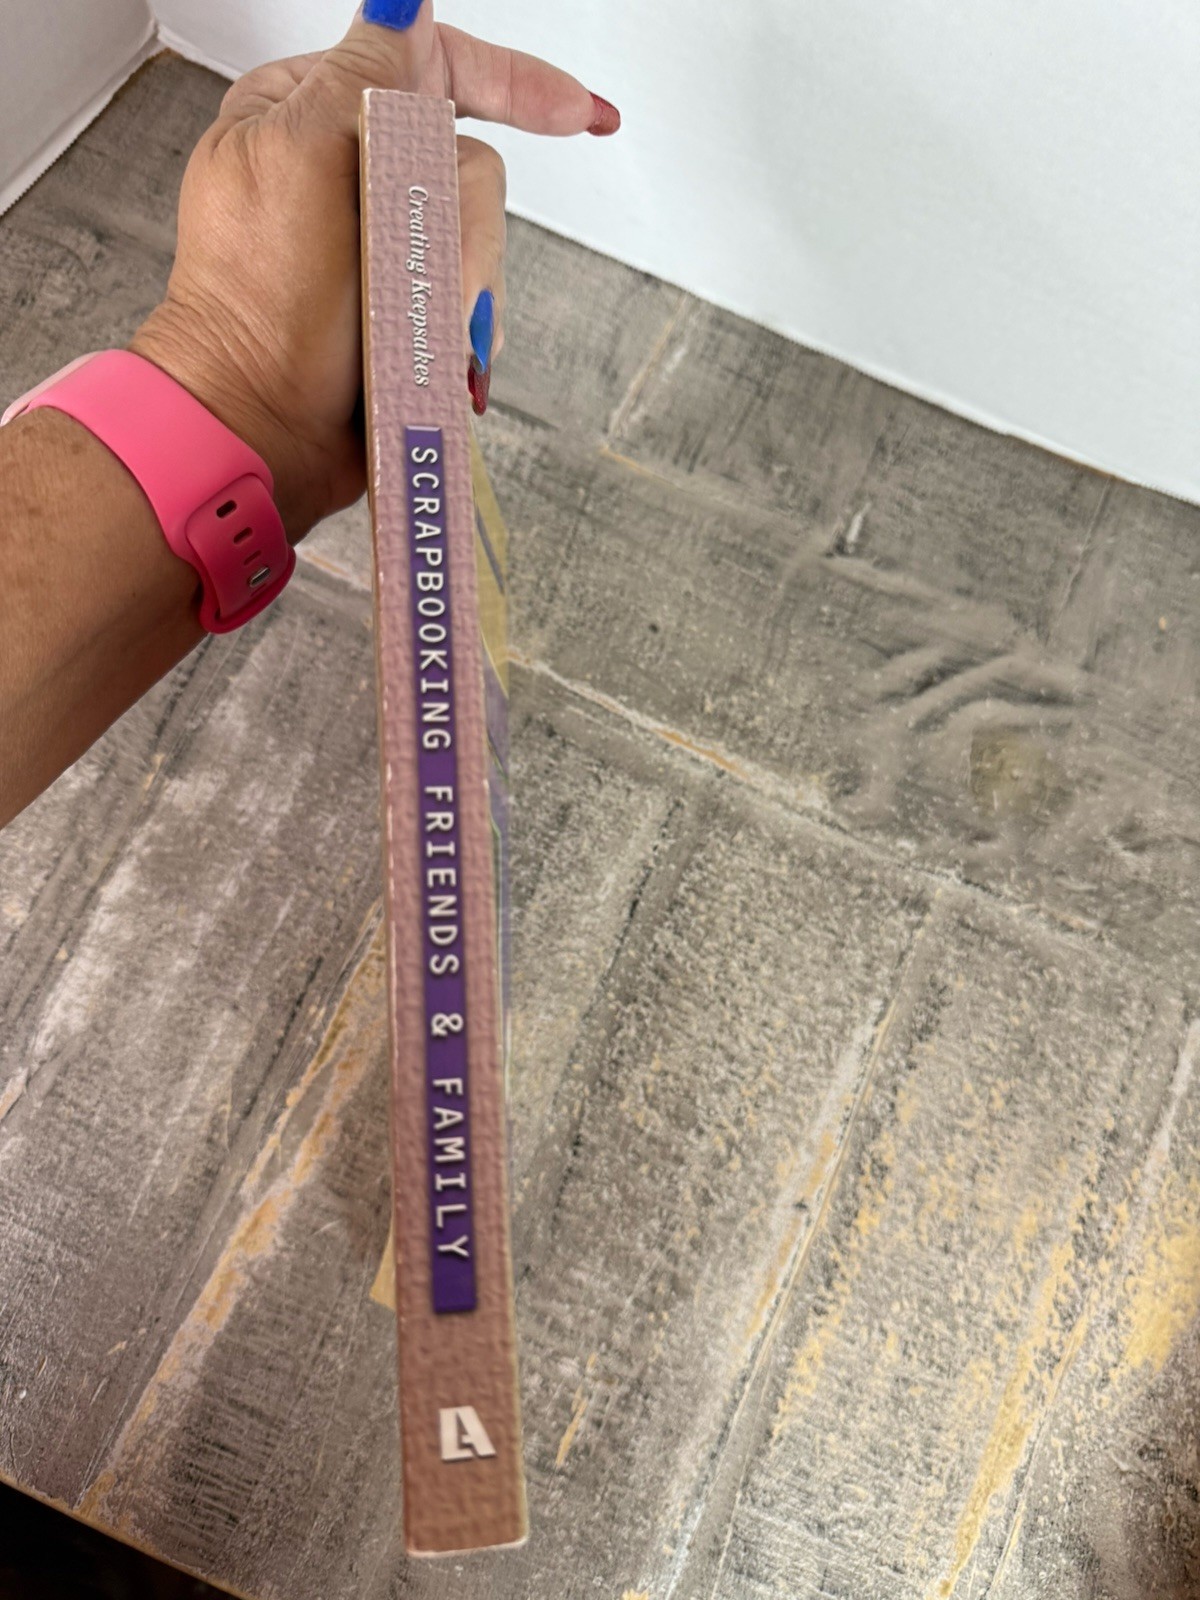 Creating Keepsakes
SCRAPBOOKING FRIENDS & FAMILY